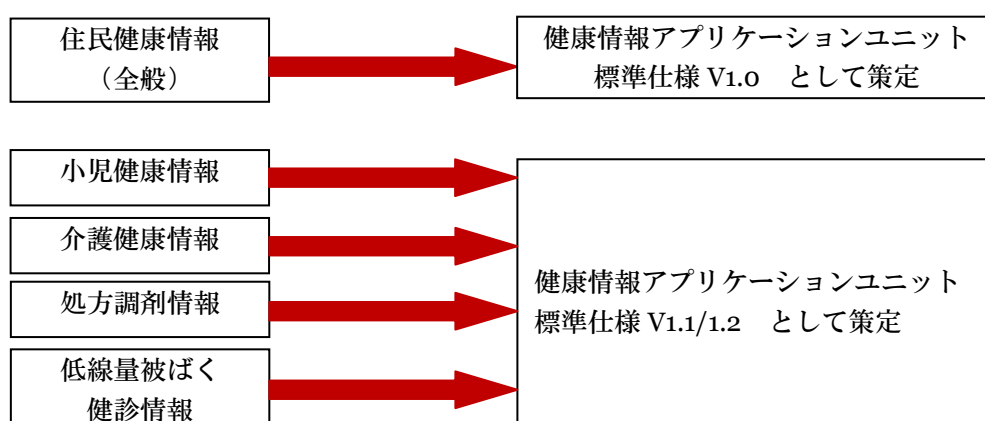 住民健康情報
（全般）
健康情報アプリケーションユニット
標準仕様 V1.0　として策定
小児健康情報
介護健康情報
処方調剤情報
低線量被ばく
健診情報
健康情報アプリケーションユニット
標準仕様 V1.1/1.2　として策定